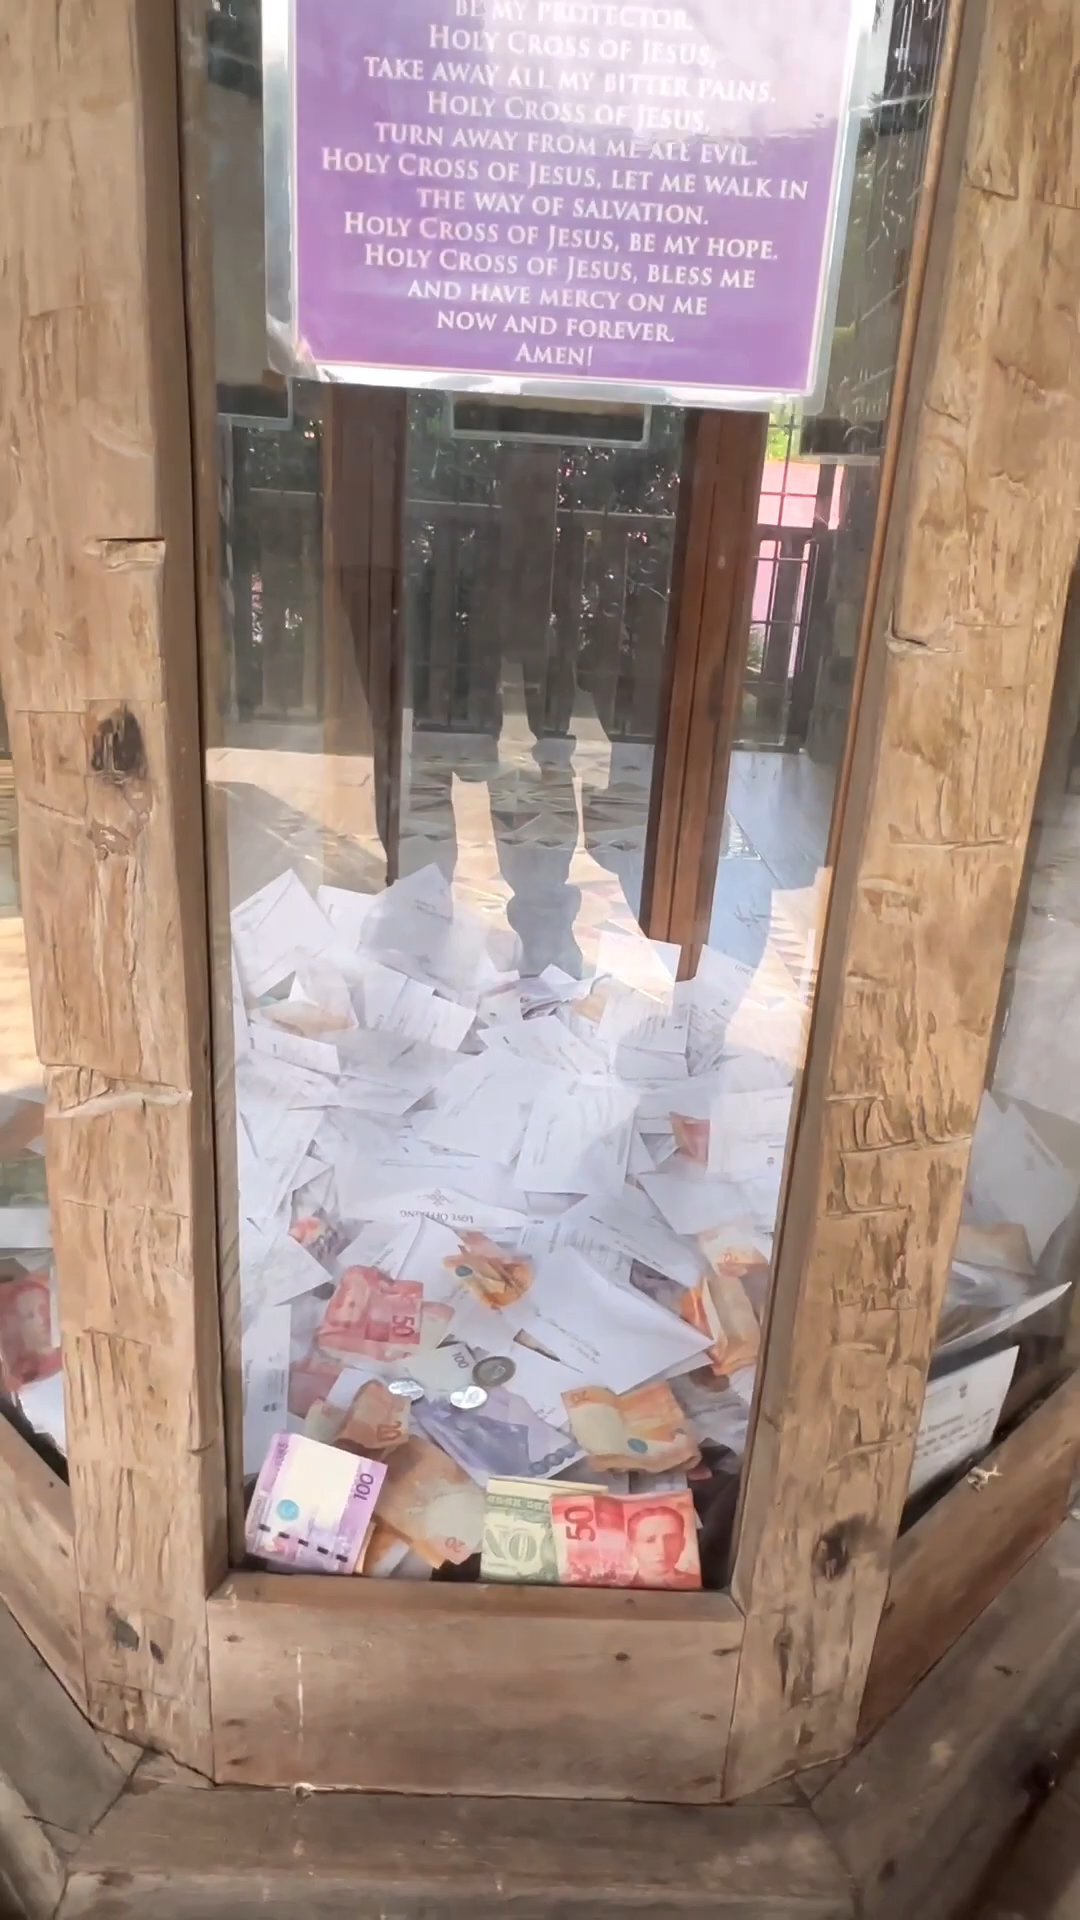 BE MY PROTECTOR.
HOLY CROSS OF JESUS,
TAKE AWAY ALL MY BITTER PAINS.
HOLY CROSS OF JESUS,
TURN AWAY FROM ME ALL EVIL.
HOLY CROSS OF JESUS, LET ME WALK IN
THE WAY OF SALVATION.
HOLY CROSS OF JESUS, BE MY HOPE.
HOLY CROSS OF JESUS, BLESS ME
AND HAVE MERCY ON ME
NOW AND FOREVER.
AMEN!
LOVE OFFERING
50
100
20
20
100
20
50